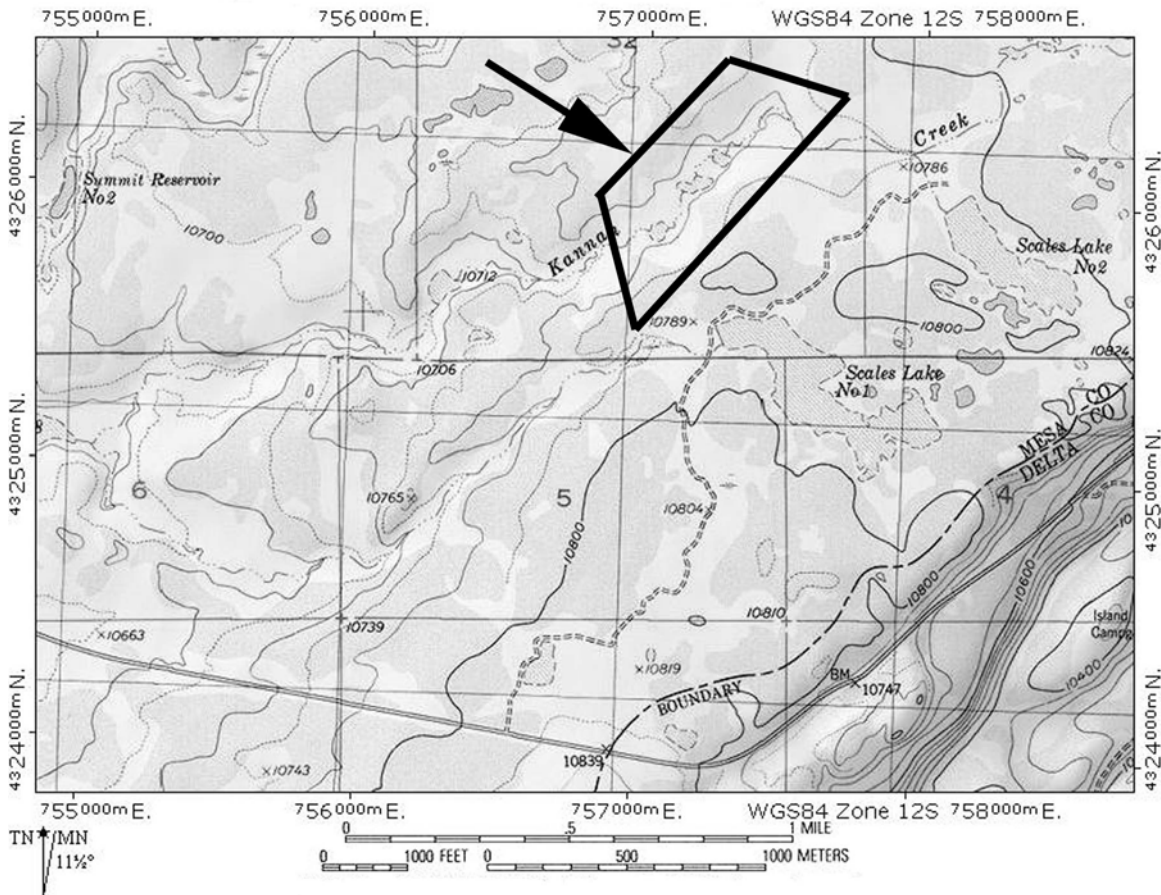 755000m E. 756000m E. 757000m E. WGS84 Zone 12S 758000m E.
32
Creek
10786
4326000m N.
Summit Reservoir
No2
10700
Kannah
10712
Scales Lake
No2
4326000m N.
10789
10800
10824
10706
Scales Lake
No1
MESA CO
DELTA CO
4325000m N.
8
6
10765
5
4
10804
10800
4325000m N.
10800
10600
10810
Island
Campg
10663
10739
10819
BM
10747
10400
BOUNDARY
4324000m N.
10839
10743
4324000m N.
755000m E. 756000m E. 757000m E. WGS84 Zone 12S 758000m E.
TN MN
11½°
0 .5 1 MILE
0 1000 FEET 0 500 1000 METERS